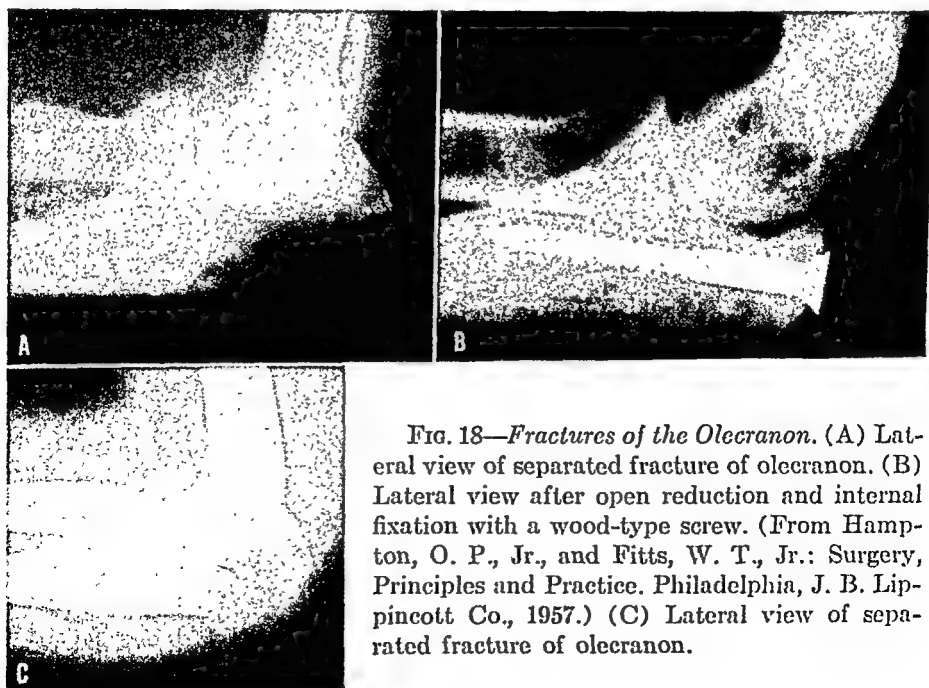 A
B
C
FIG. 18—Fractures of the Olecranon. (A) Lat-
eral view of separated fracture of olecranon. (B)
Lateral view after open reduction and internal
fixation with a wood-type screw. (From Hamp-
ton, O. P., Jr., and Fitts, W. T., Jr.: Surgery,
Principles and Practice. Philadelphia, J. B. Lip-
pincott Co., 1957.) (C) Lateral view of sepa-
rated fracture of olecranon.